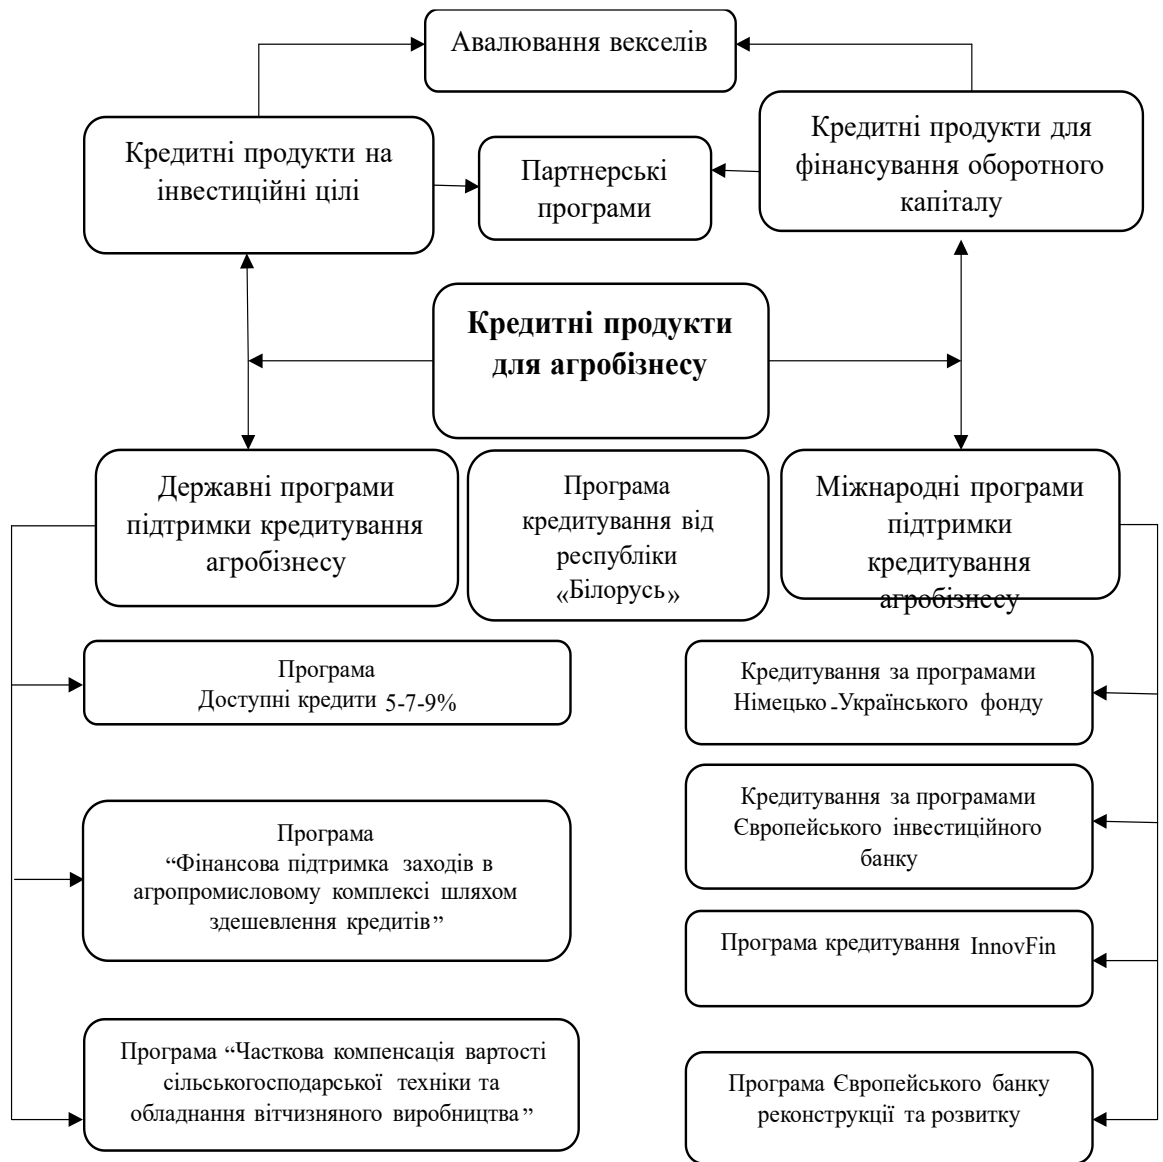 Авалювання векселів
Кредитні продукти на
інвестиційні цілі
Партнерські
програми
Кредитні продукти для
фінансування оборотного
капіталу
Кредитні продукти
для агробізнесу
Державні програми
підтримки кредитування
агробізнесу
Програма
кредитування від
республіки
«Білорусь»
Міжнародні програми
підтримки
кредитування
агробізнесу
Програма
Доступні кредити 5-7-9%
Програма
“Фінансова підтримка заходів в
агропромисловому комплексі шляхом
здешевлення кредитів”
Програма “Часткова компенсація вартості
сільськогосподарської техніки та
обладнання вітчизняного виробництва”
Кредитування за програмами
Німецько-Українського фонду
Кредитування за програмами
Європейського інвестиційного
банку
Програма кредитування InnovFin
Програма Європейського банку
реконструкції та розвитку